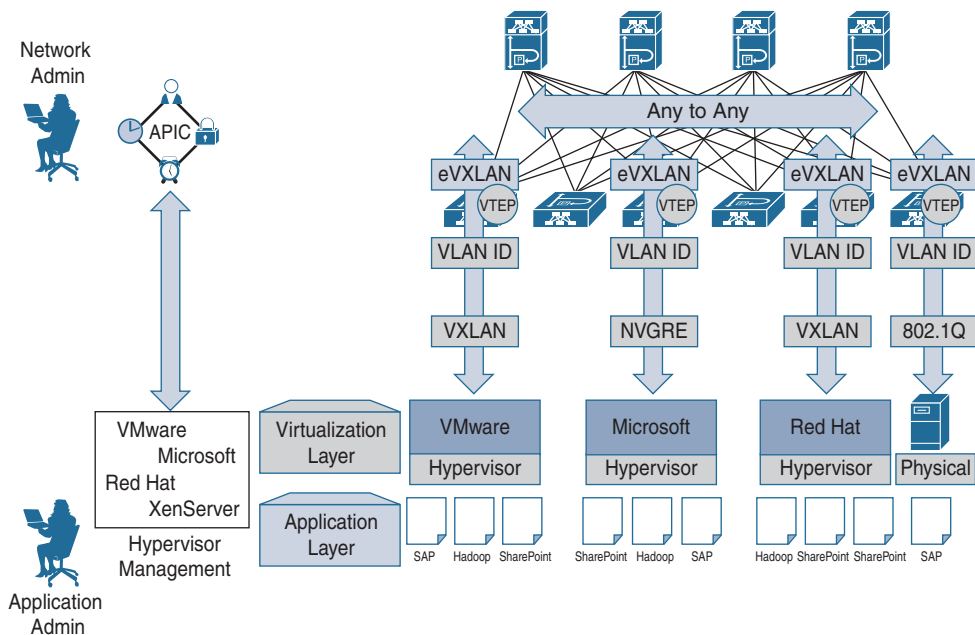 Network
Admin
APIC
Any to Any
eVXLAN
eVXLAN
eVXLAN
eVXLAN
VTEP
VTEP
VTEP
VTEP
VLAN ID
VLAN ID
VLAN ID
VLAN ID
VXLAN
NVGRE
VXLAN
802.1Q
VMware
Microsoft
Red Hat
XenServer
Hypervisor
Management
Application
Admin
Virtualization
Layer
VMware
Hypervisor
Microsoft
Hypervisor
Red Hat
Hypervisor
Physical
Application
Layer
SAP
Hadoop
SharePoint
SharePoint
Hadoop
SAP
Hadoop
SharePoint
SharePoint
SAP
P
P
P
P